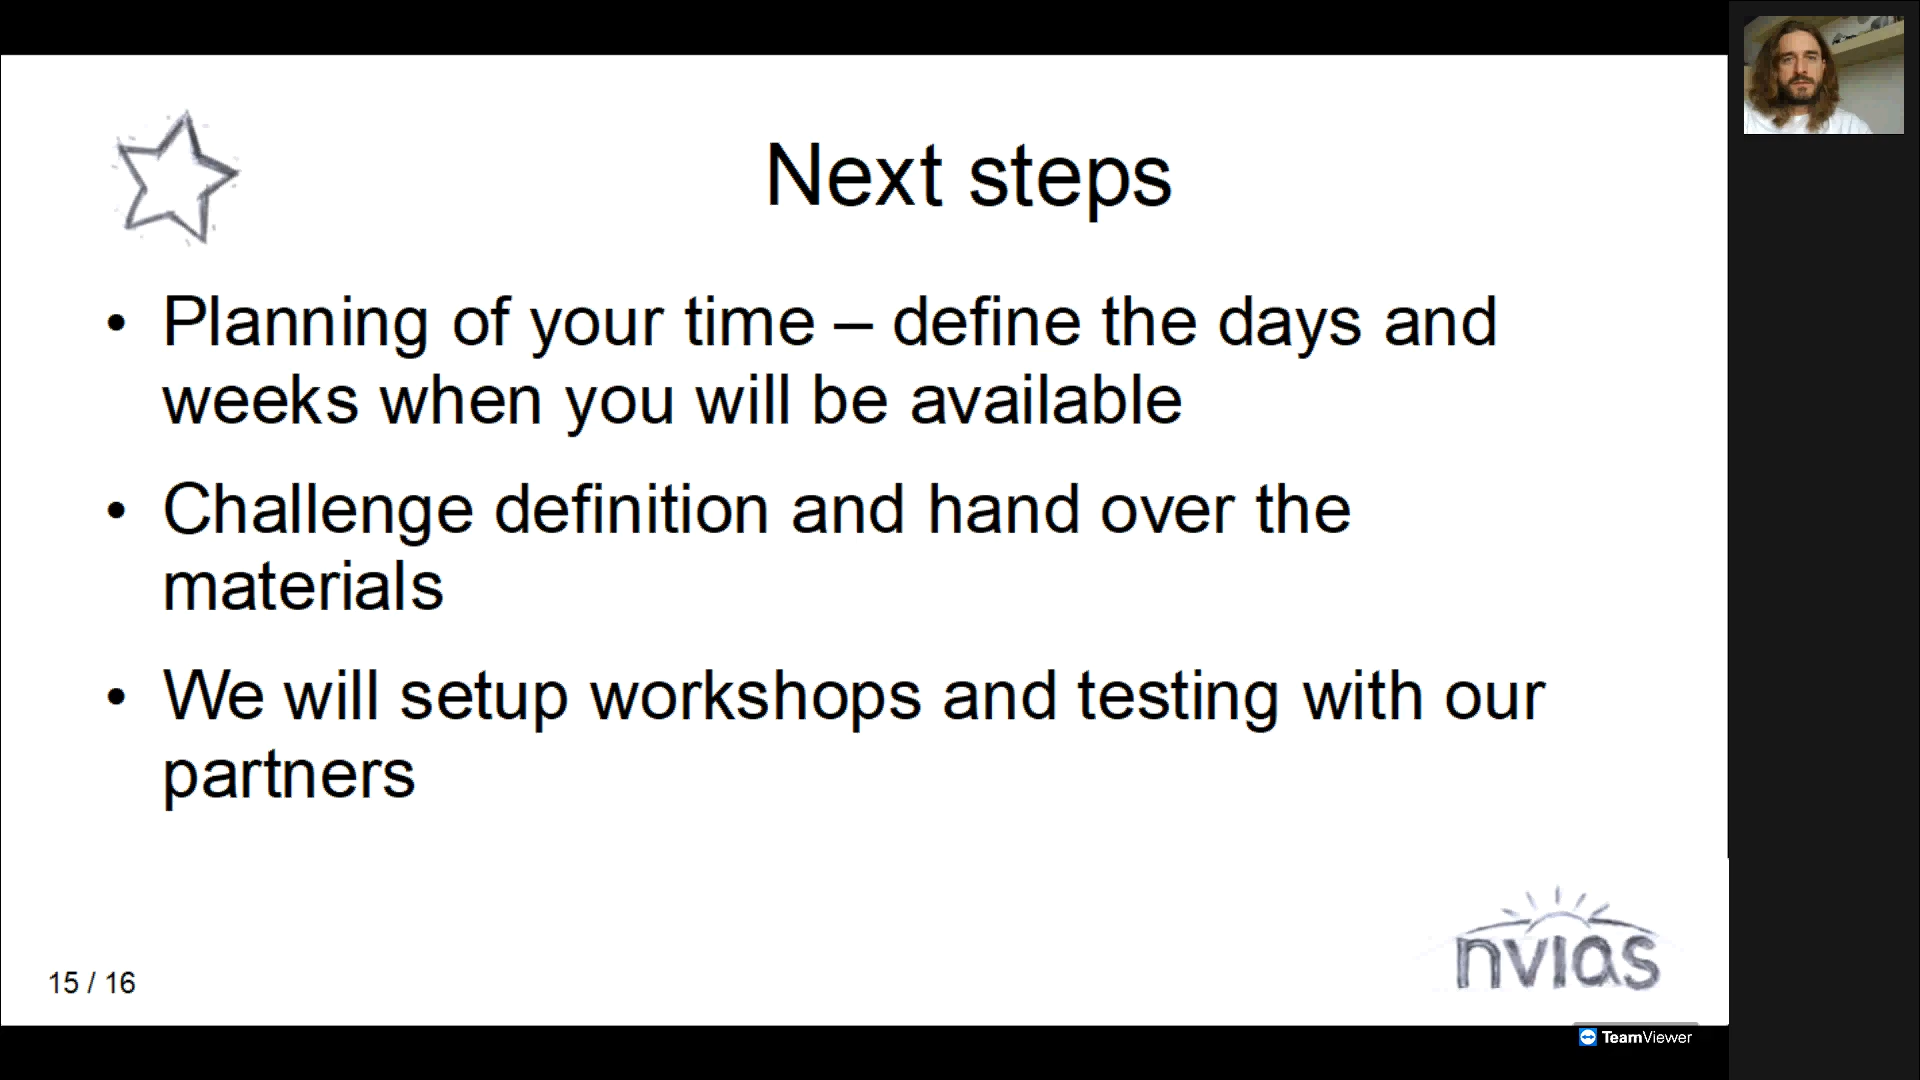 Next steps
• Planning of your time – define the days and
weeks when you will be available
• Challenge definition and hand over the
materials
• We will setup workshops and testing with our
partners
nvias
15 / 16
TeamViewer